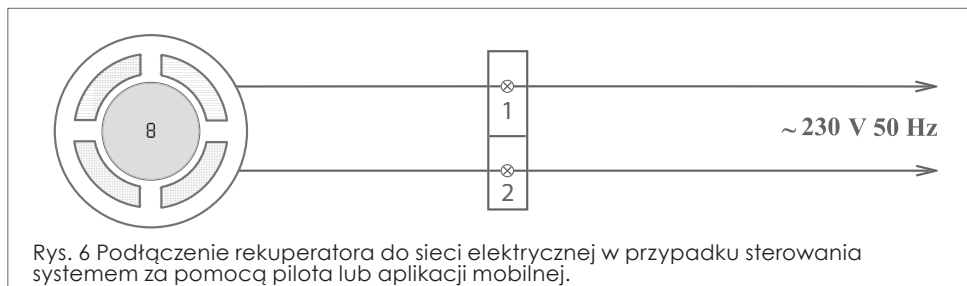 8
1
~ 230 V 50 Hz
2
Rys. 6 Podłączenie rekuperatora do sieci elektrycznej w przypadku sterowania
systemem za pomocą pilota lub aplikacji mobilnej.